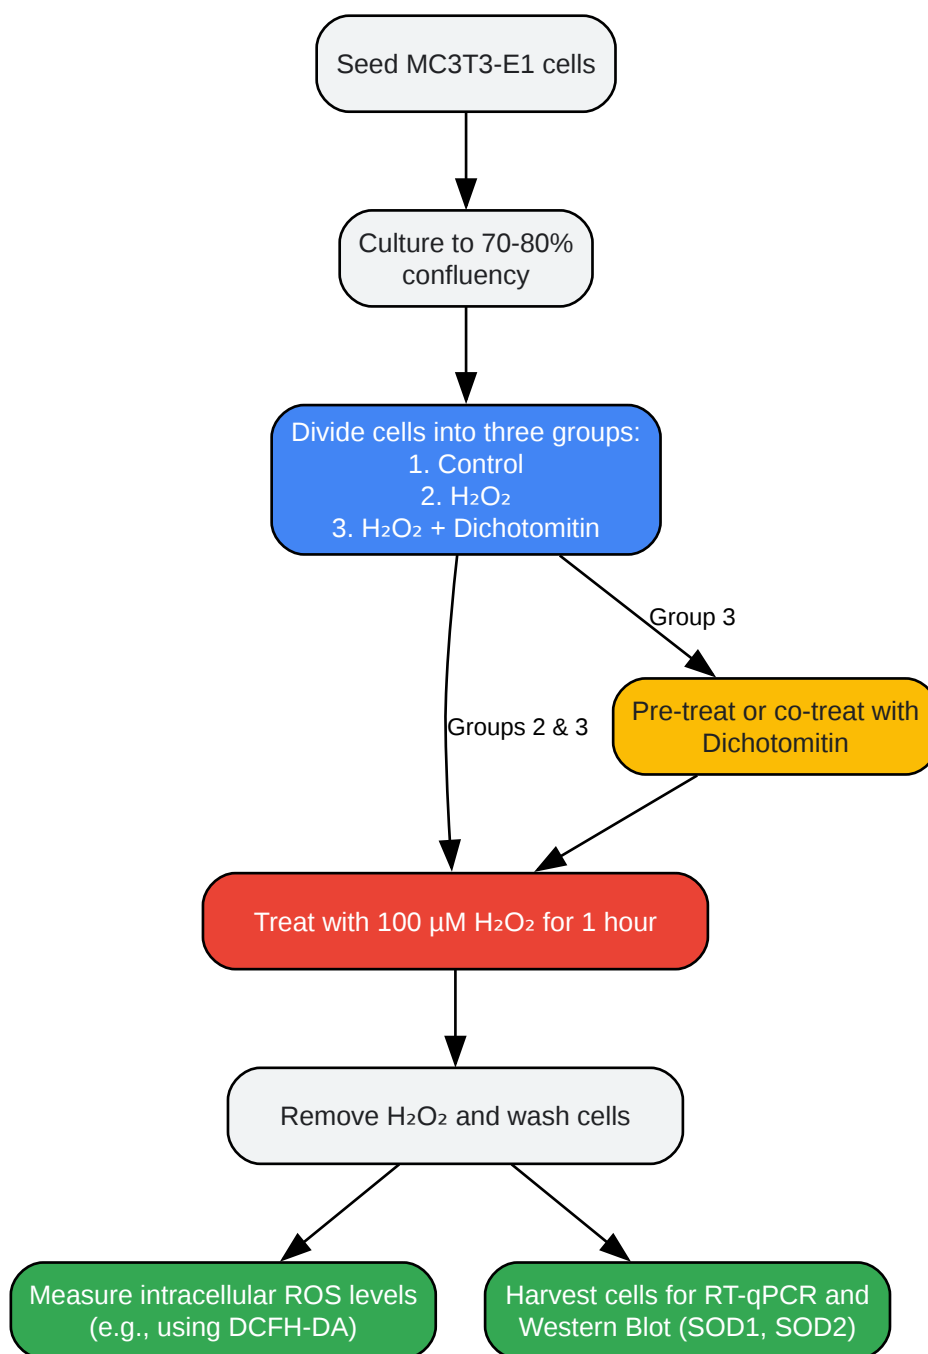 Seed MC3T3-E1 cells
Culture to 70-80%
confluency
Divide cells into three groups:
1. Control
2. H₂O₂
3. H₂O₂ + Dichotomitin
Group 3
Pre-treat or co-treat with
Dichotomitin
Groups 2 & 3
Treat with 100 µM H₂O₂ for 1 hour
Remove H₂O₂ and wash cells
Measure intracellular ROS levels
(e.g., using DCFH-DA)
Harvest cells for RT-qPCR and
Western Blot (SOD1, SOD2)